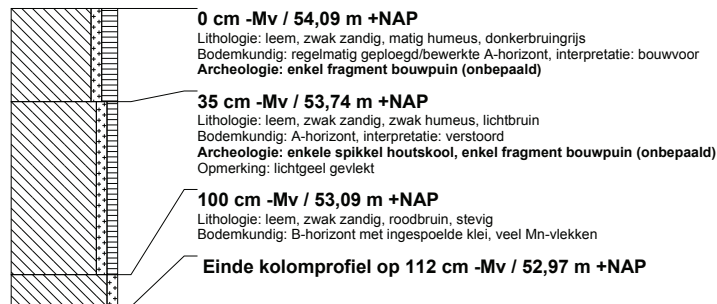 0 cm -Mv / 54,09 m +NAP
Lithologie: leem, zwak zandig, matig humeus, donkerbruingrijs
Bodemkundig: regelmatig geploegd/bewerkte A-horizont, interpretatie: bouwvoor
Archeologie: enkel fragment bouwpuin (onbepaald)
35 cm -Mv / 53,74 m +NAP
Lithologie: leem, zwak zandig, zwak humeus, lichtbruin
Bodemkundig: A-horizont, interpretatie: verstoord
Archeologie: enkele spikkel houtskool, enkel fragment bouwpuin (onbepaald)
Opmerking: lichtgeel gevlekt
100 cm -Mv / 53,09 m +NAP
Lithologie: leem, zwak zandig, roodbruin, stevig
Bodemkundig: B-horizont met ingespoelde klei, veel Mn-vlekken
Einde kolomprofiel op 112 cm -Mv / 52,97 m +NAP